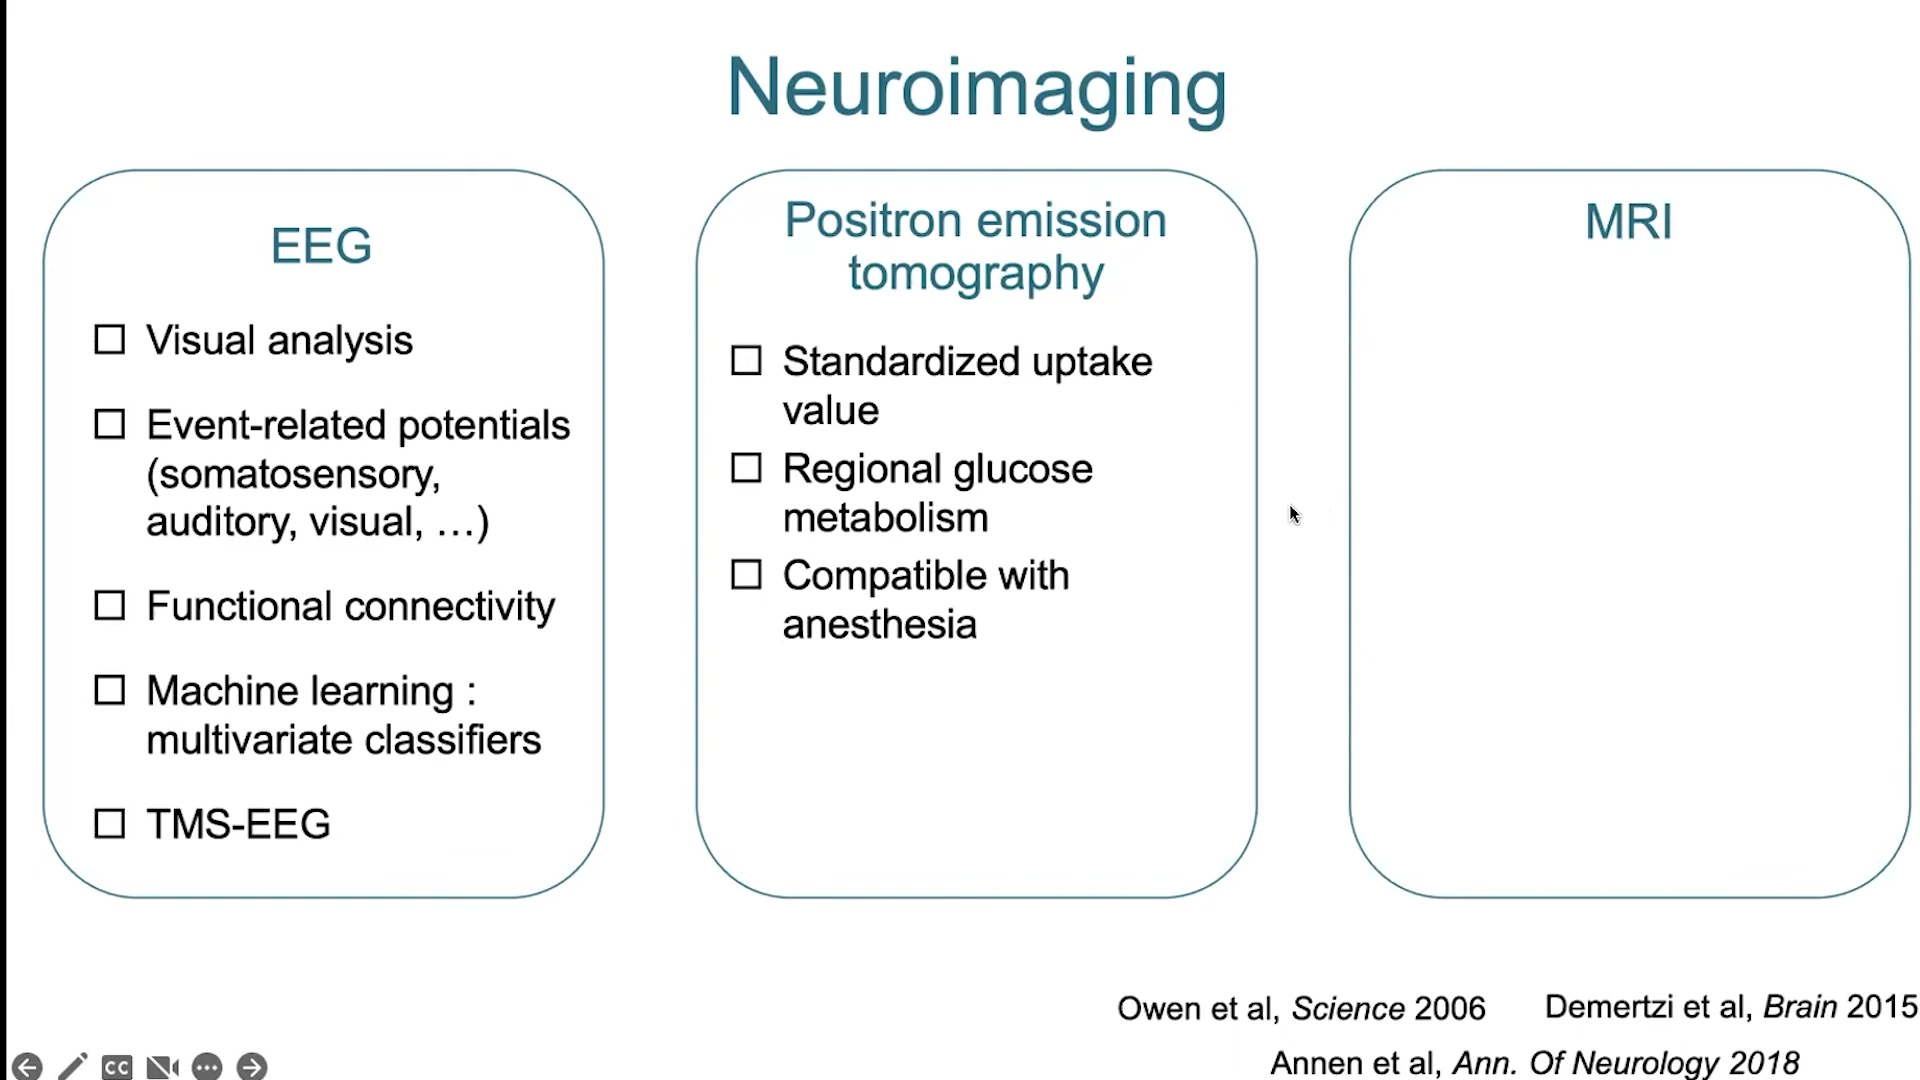 Neuroimaging
EEG
Visual analysis
Event-related potentials
(somatosensory,
auditory, visual, …)
Functional connectivity
Machine learning :
multivariate classifiers
TMS-EEG
Positron emission
tomography
Standardized uptake
value
Regional glucose
metabolism
Compatible with
anesthesia
MRI
Owen et al, Science 2006
Demertzi et al, Brain 2015
Annen et al, Ann. Of Neurology 2018
CC